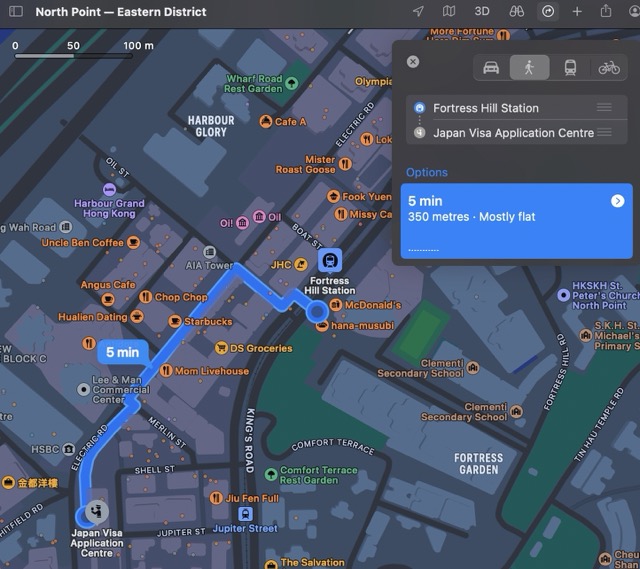 North Point — Eastern District
3D
0 50 100 m
More Fortune
Wharf Road
Rest Garden
Olympia
HARBOUR
GLORY
Cafe A
ELECTRIC RD
Lok
Mister
Roast Goose
OIL ST
Fook Yuen
Missy Ca
Harbour Grand
Hong Kong
Oi!
Oil
g Wah Road
Uncle Ben Coffee
BOAT ST
AIA Tower
JHC
Fortress
Hill Station
Angus Cafe
Chop Chop
McDonald's
Hualien Dating
Starbucks
hana-musubi
EW
BLOCK C
5 min
DS Groceries
Mom Livehouse
Lee & Man
Commercial
Center
tre
MERLIN ST
ELECTRIC RD
HSBC
KING'S ROAD
COMFORT TERRACE
SHELL ST
金都洋樓
Comfort Terrace
Rest Garden
HITFIELD RD
Jiu Fen Full
Jupiter Street
Japan Visa
Application
Centre
JUPITER ST
The Salvation
Fortress Hill Station
Japan Visa Application Centre
Options
5 min
350 metres · Mostly flat
HKSKH St.
Peter's Church
S.K.H. St.
Michael's
Primary S
Clementi
Secondary School
Clementi
Secondary School
FORTRESS HILL RD
TIN HAU TEMPLE RD
FORTRESS
GARDEN
Cheu
Shan